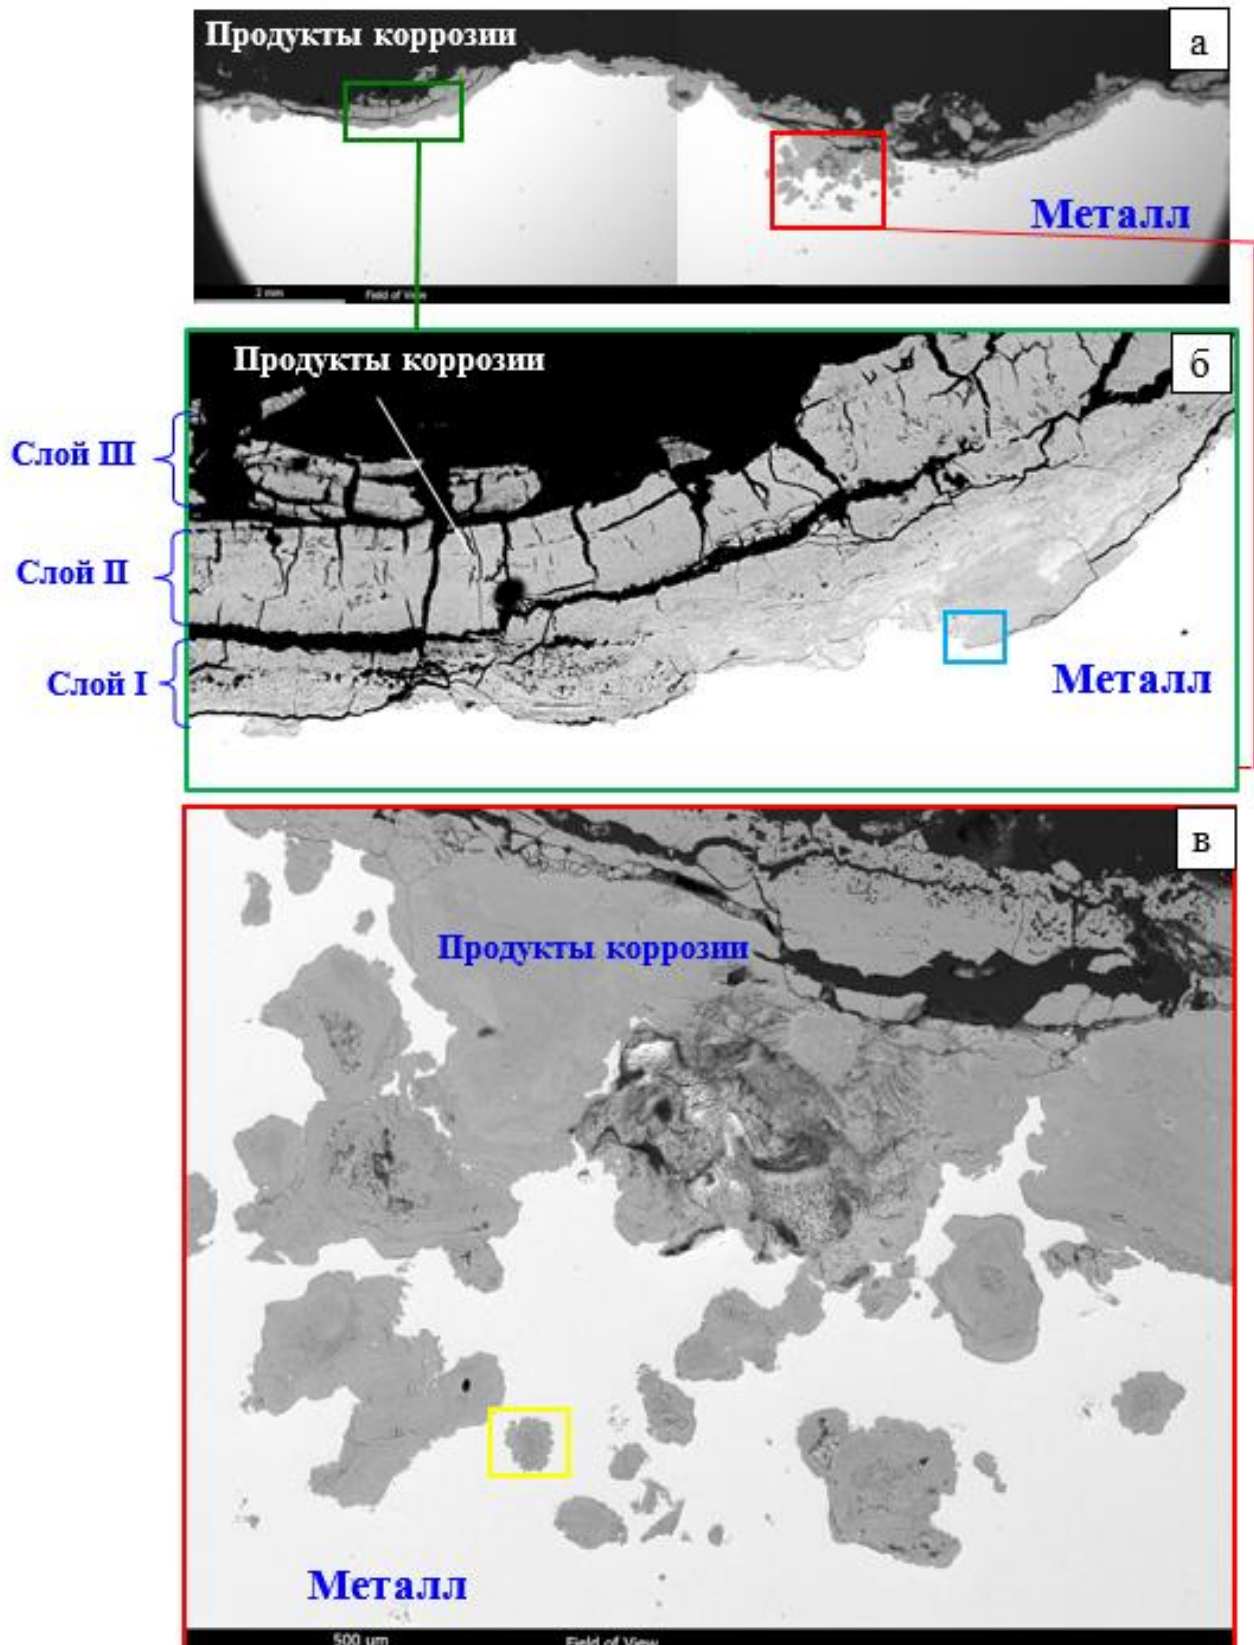 Продукты коррозии
а
Металл
2 mm
Field of View
Продукты коррозии
б
Слой III
Слой II
Слой I
Металл
в
Продукты коррозии
Металл
500 um
Field of View